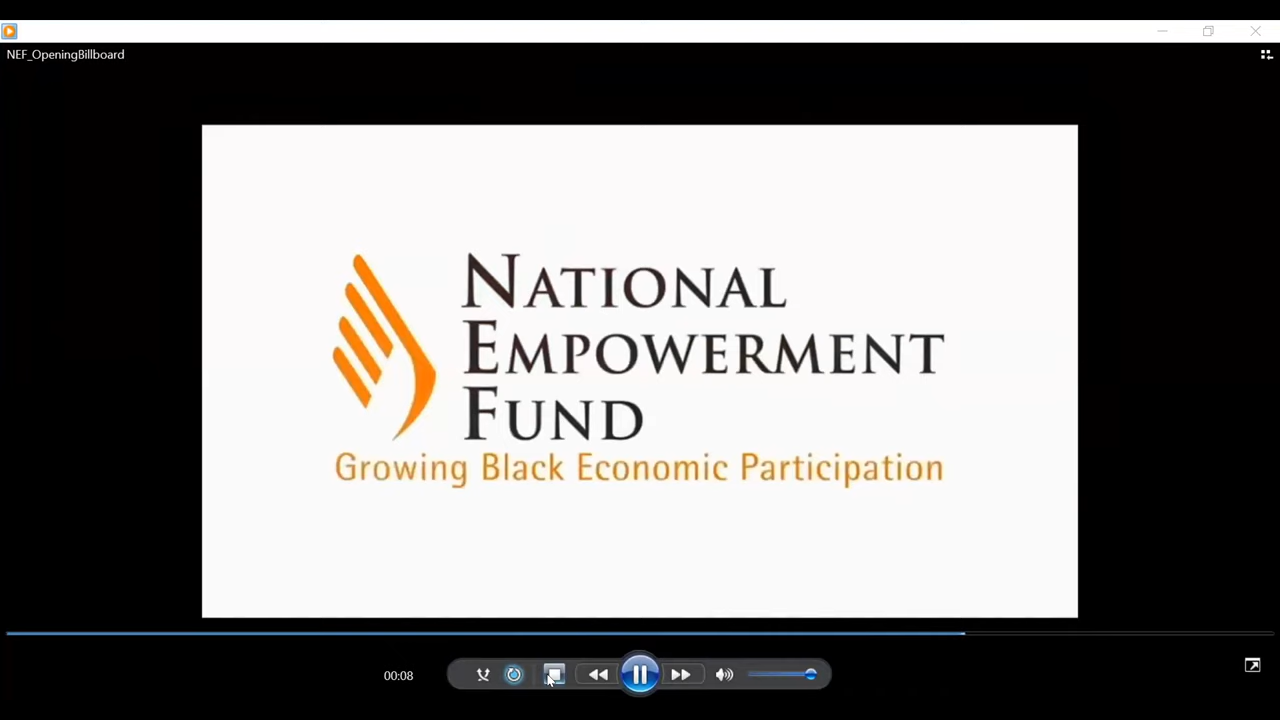 NEF_OpeningBillboard
NATIONAL
EMPOWERMENT
FUND
Growing Black Economic Participation
00:08